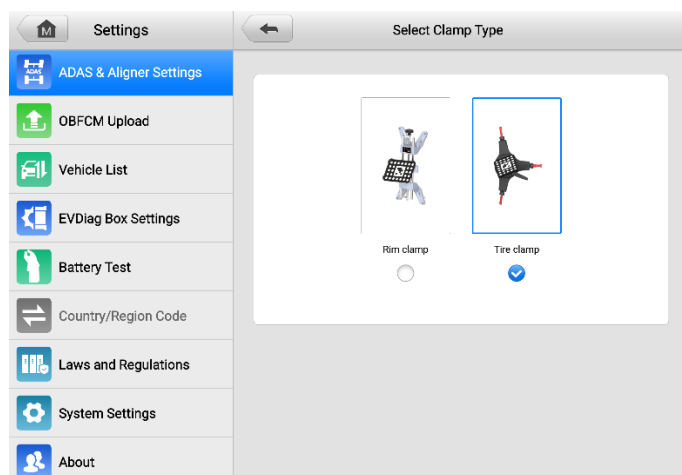 M
Settings
Select Clamp Type
ADAS
ADAS & Aligner Settings
OBFCM Upload
Vehicle List
EVDiag Box Settings
Battery Test
Country/Region Code
Laws and Regulations
System Settings
About
Rim clamp
Tire clamp